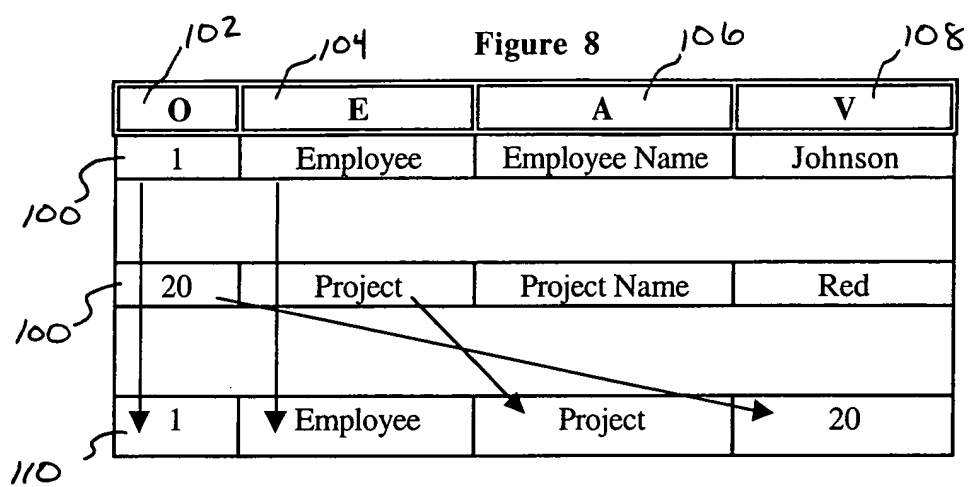 102 104 Figure 8 106 108
O E A V
1 Employee Employee Name Johnson
100
20 Project Project Name Red
100
1 Employee Project 20
110